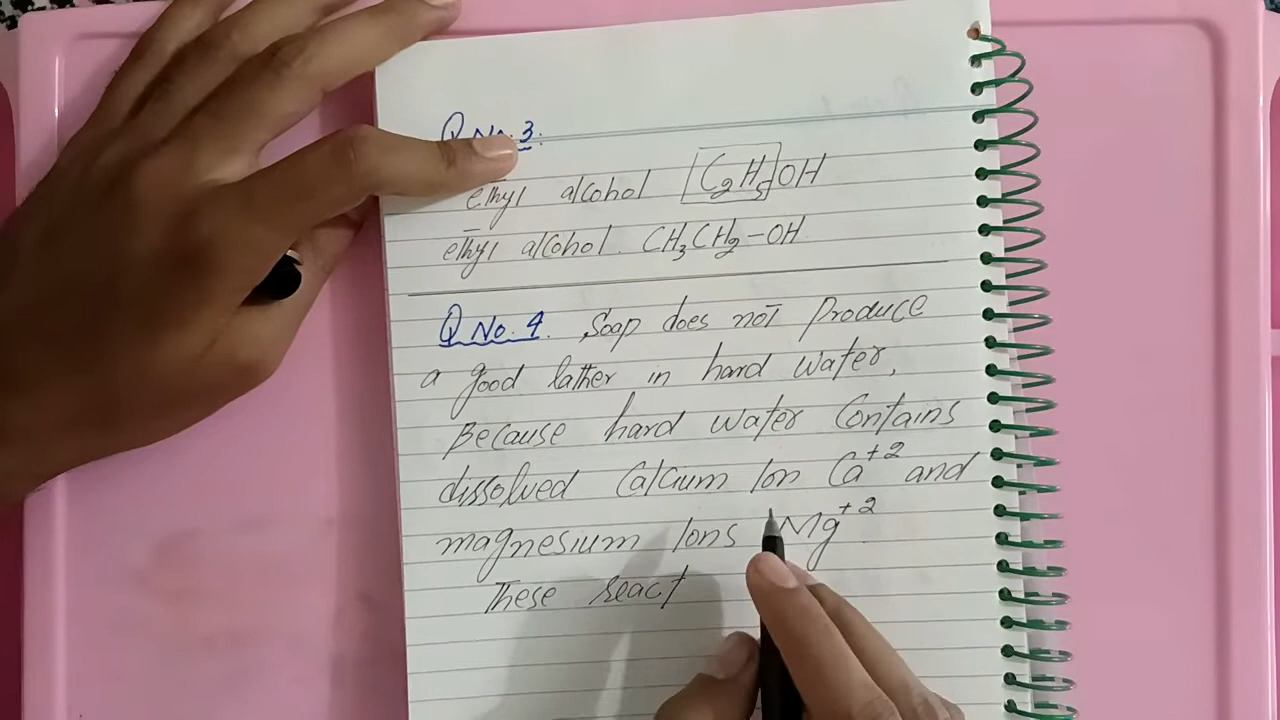 Q No. 3.
ethyl alcohol C₂H₅OH
ethyl alcohol. CH₃CH₂-OH
Q No. 4. Soap does not Produce
a good lather in hard water,
Because hard water Contains
dissolved Calcium Ion Ca⁺² and
magnesium Ions Mg⁺²
These react